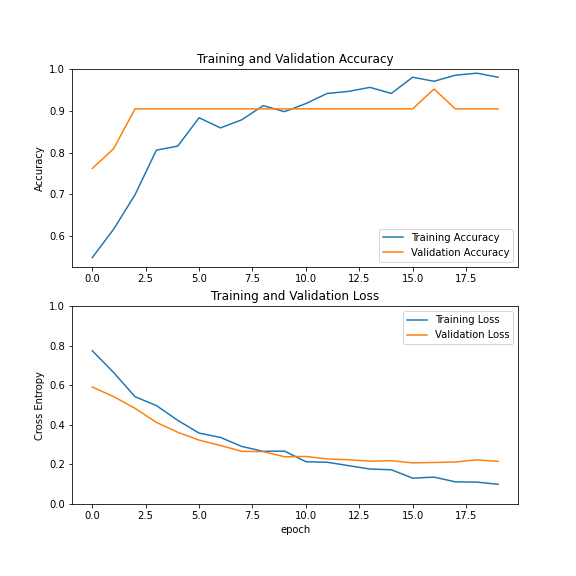 Training and Validation Accuracy
1.0
0.9
0.8
0.7
0.6
Accuracy
Training Accuracy
Validation Accuracy
0.0 2.5 5.0 7.5 10.0 12.5 15.0 17.5
Training and Validation Loss
1.0
0.8
0.6
0.4
0.2
0.0
Cross Entropy
Training Loss
Validation Loss
0.0 2.5 5.0 7.5 10.0 12.5 15.0 17.5
epoch